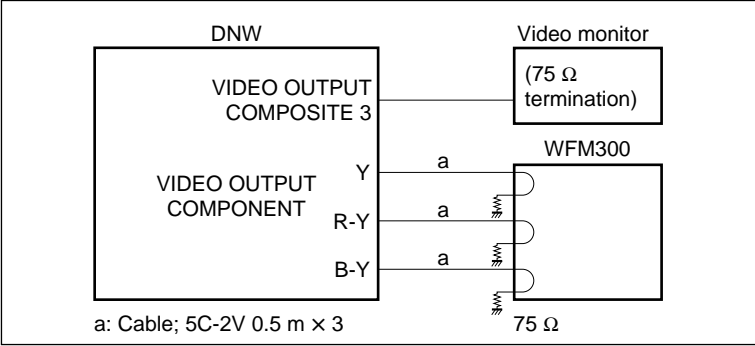 DNW
Video monitor
VIDEO OUTPUT
COMPOSITE 3
(75 Ω
termination)
WFM300
VIDEO OUTPUT
COMPONENT
Y
a
R-Y
a
B-Y
a
a: Cable; 5C-2V 0.5 m × 3
75 Ω